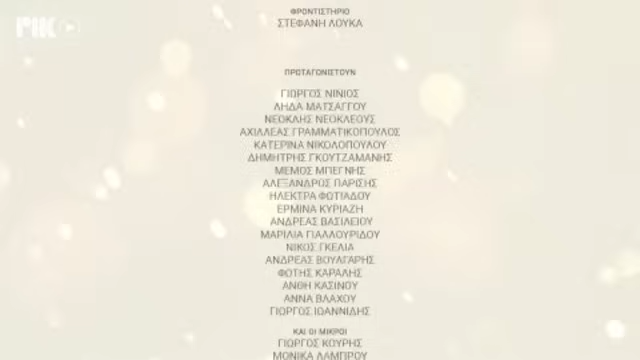 ΡΙΚ
ΦΡΟΝΤΙΣΤΗΡΙΟ
ΣΤΕΦΑΝΗ ΛΟΥΚΑ
ΠΡΩΤΑΓΩΝΙΣΤΟΥΝ
ΓΙΩΡΓΟΣ ΝΙΝΙΟΣ
ΛΗΔΑ ΜΑΤΣΑΓΓΟΥ
ΝΕΟΚΛΗΣ ΝΕΟΚΛΕΟΥΣ
ΑΧΙΛΛΕΑΣ ΓΡΑΜΜΑΤΙΚΟΠΟΥΛΟΣ
ΚΑΤΕΡΙΝΑ ΝΙΚΟΛΟΠΟΥΛΟΥ
ΔΗΜΗΤΡΗΣ ΓΚΟΥΤΖΑΜΑΝΗΣ
ΜΕΜΟΣ ΜΠΕΓΝΗΣ
ΑΛΕΞΑΝΔΡΟΣ ΠΑΡΙΣΗΣ
ΗΛΕΚΤΡΑ ΦΩΤΙΑΔΟΥ
ΕΡΜΙΝΑ ΚΥΡΙΑΖΗ
ΑΝΔΡΕΑΣ ΒΑΣΙΛΕΙΟΥ
ΜΑΡΙΛΙΑ ΓΙΑΛΛΟΥΡΙΔΟΥ
ΝΙΚΟΣ ΓΚΕΛΙΑ
ΑΝΔΡΕΑΣ ΒΟΥΛΓΑΡΗΣ
ΦΩΤΗΣ ΚΑΡΑΛΗΣ
ΑΝΘΗ ΚΑΣΙΝΟΥ
ΑΝΝΑ ΒΛΑΧΟΥ
ΓΙΩΡΓΟΣ ΙΩΑΝΝΙΔΗΣ
ΚΑΙ ΟΙ ΜΙΚΡΟΙ
ΓΙΩΡΓΟΣ ΚΟΥΡΗΣ
ΜΟΝΙΚΑ ΛΑΜΠΡΟΥ